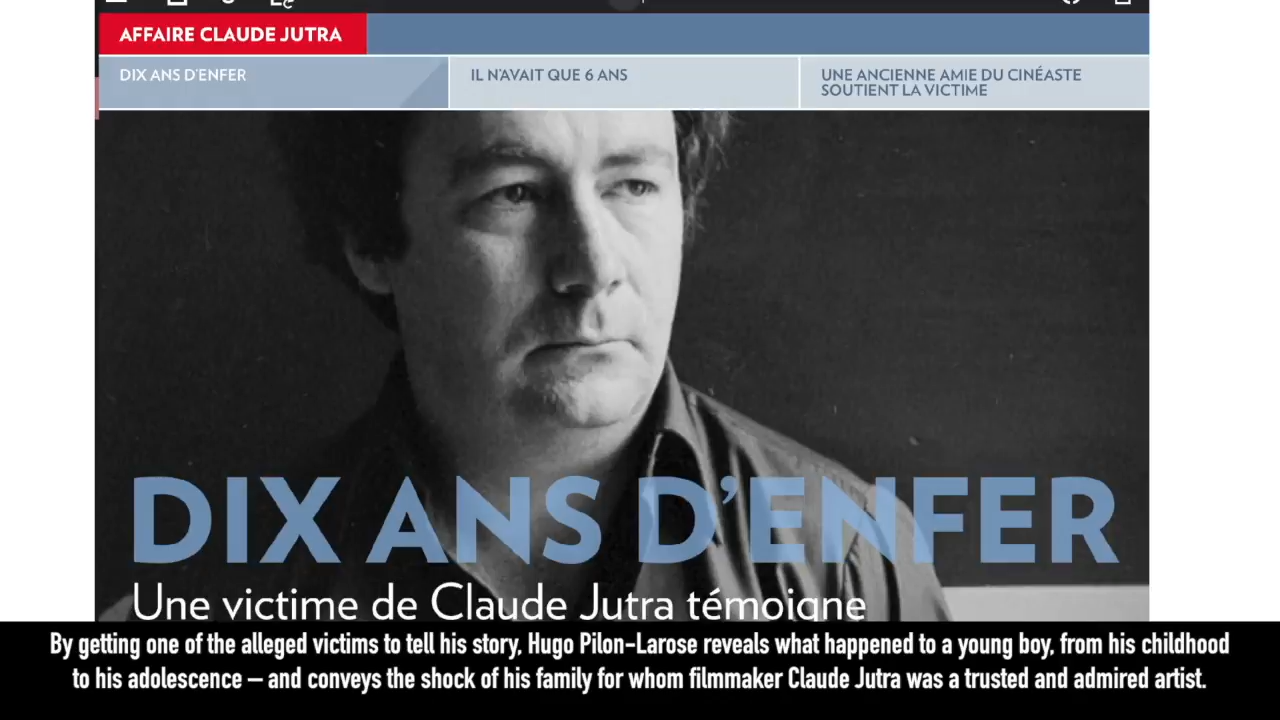 AFFAIRE CLAUDE JUTRA
DIX ANS D'ENFER
IL N'AVAIT QUE 6 ANS
UNE ANCIENNE AMIE DU CINÉASTE
SOUTIENT LA VICTIME
DIX ANS D'ENFER
Une victime de Claude Jutra témoigne
By getting one of the alleged victims to tell his story, Hugo Pilon-Larose reveals what happened to a young boy, from his childhood
to his adolescence – and conveys the shock of his family for whom filmmaker Claude Jutra was a trusted and admired artist.